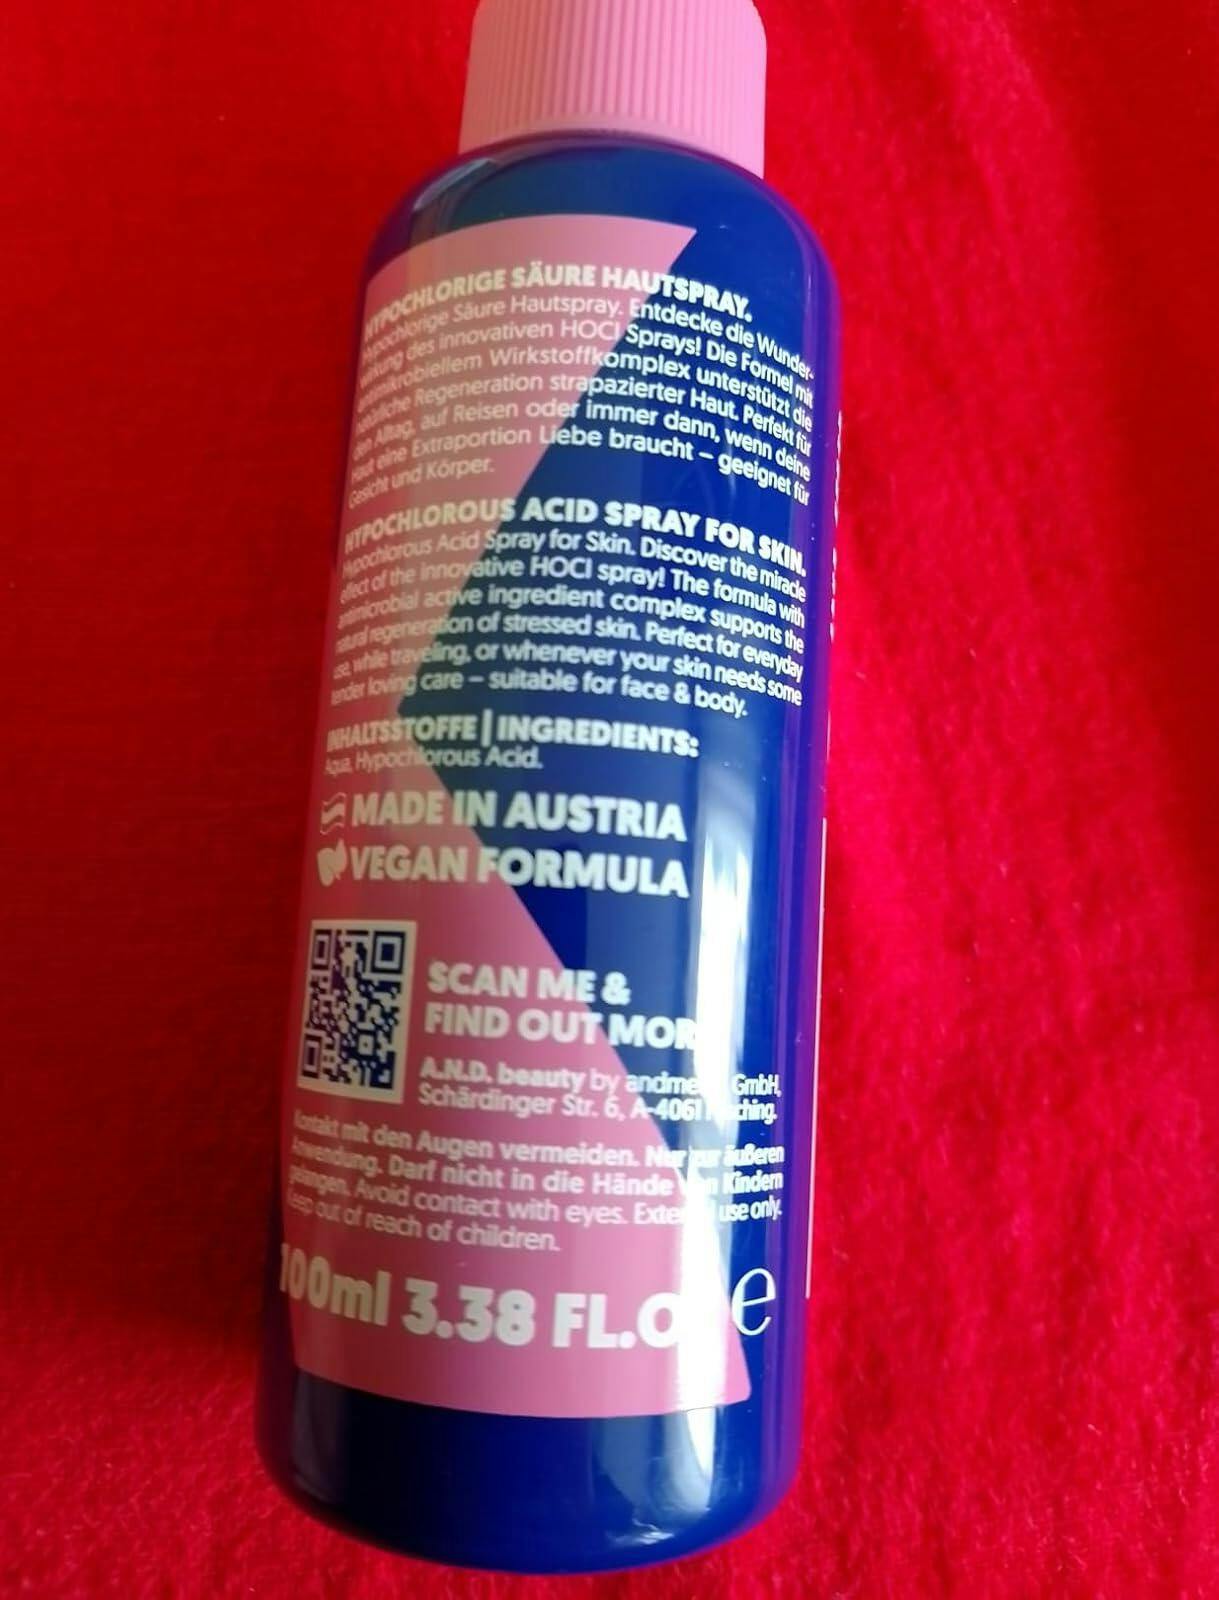 HYPOCHLORIGE SÄURE HAUTSPRAY.
Hypochlorige Säure Hautspray. Entdecke die Wunder-
wirkung des innovativen HOCl Sprays! Die Formel mit
antimikrobiellem Wirkstoffkomplex unterstützt die
natürliche Regeneration strapazierter Haut. Perfekt für
den Alltag, auf Reisen oder immer dann, wenn deine
Haut eine Extraportion Liebe braucht – geeignet für
Gesicht und Körper.
HYPOCHLOROUS ACID SPRAY FOR SKIN.
Hypochlorous Acid Spray for Skin. Discover the miracle
effect of the innovative HOCl spray! The formula with
antimicrobial active ingredient complex supports the
natural regeneration of stressed skin. Perfect for everyday
use, while traveling, or whenever your skin needs some
tender loving care – suitable for face & body.
INHALTSSTOFFE | INGREDIENTS:
Aqua, Hypochlorous Acid.
MADE IN AUSTRIA
VEGAN FORMULA
SCAN ME &
FIND OUT MOR
A.N.D. beauty by GmbH,
Schärdinger Str. 6, A-4061
Kontakt mit den Augen vermeiden. Nur zur äußeren
Anwendung. Darf nicht in die Hände von Kindern
gelangen. Avoid contact with eyes. External use only.
Keep out of reach of children.
100ml 3.38 FL.O e